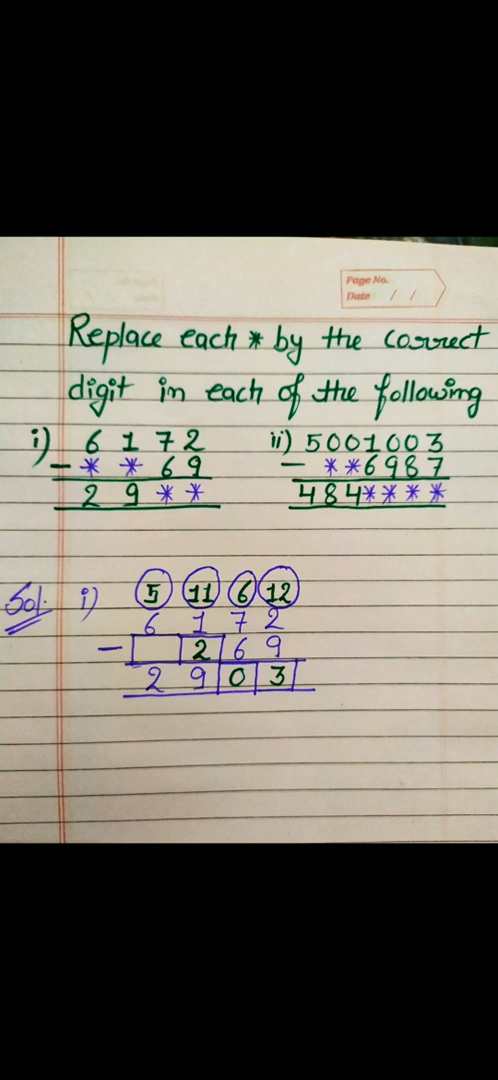 Page No.
Date / /
Replace each * by the correct
digit in each of the following
i) 6 1 7 2 ii) 5001003
- * * 6 9 - **6987
2 9 * * 484****
Sol. i) 5 11 6 12
6 1 7 2
- 2 6 9
2 9 0 3